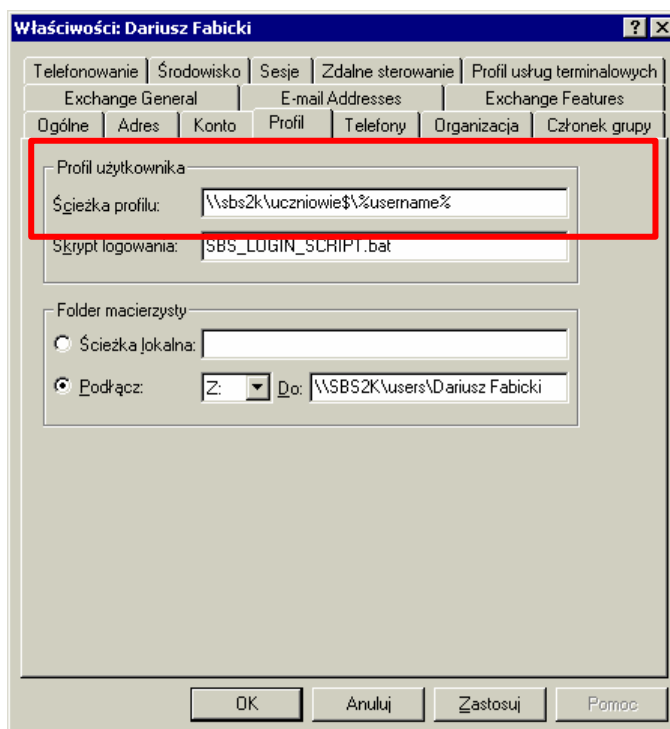 Właściwości: Dariusz Fabicki
Telefonowanie Środowisko Sesje Zdalne sterowanie Profil usług terminalowych
Exchange General E-mail Addresses Exchange Features
Ogólne Adres Konto Profil Telefony Organizacja Członek grupy
Profil użytkownika
Ścieżka profilu: \\sbs2k\uczniowie$\%username%
Skrypt logowania: SBS_LOGIN_SCRIPT.bat
Folder macierzysty
Ścieżka lokalna:
Podłącz: Z: Do: \\SBS2K\users\Dariusz Fabicki
OK Anuluj Zastosuj Pomoc